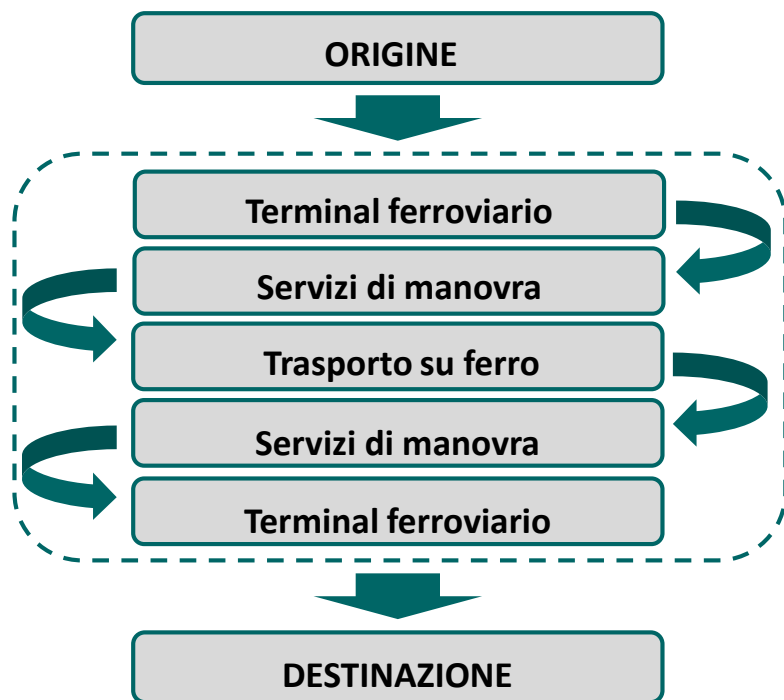 ORIGINE
Terminal ferroviario
Servizi di manovra
Trasporto su ferro
Servizi di manovra
Terminal ferroviario
DESTINAZIONE